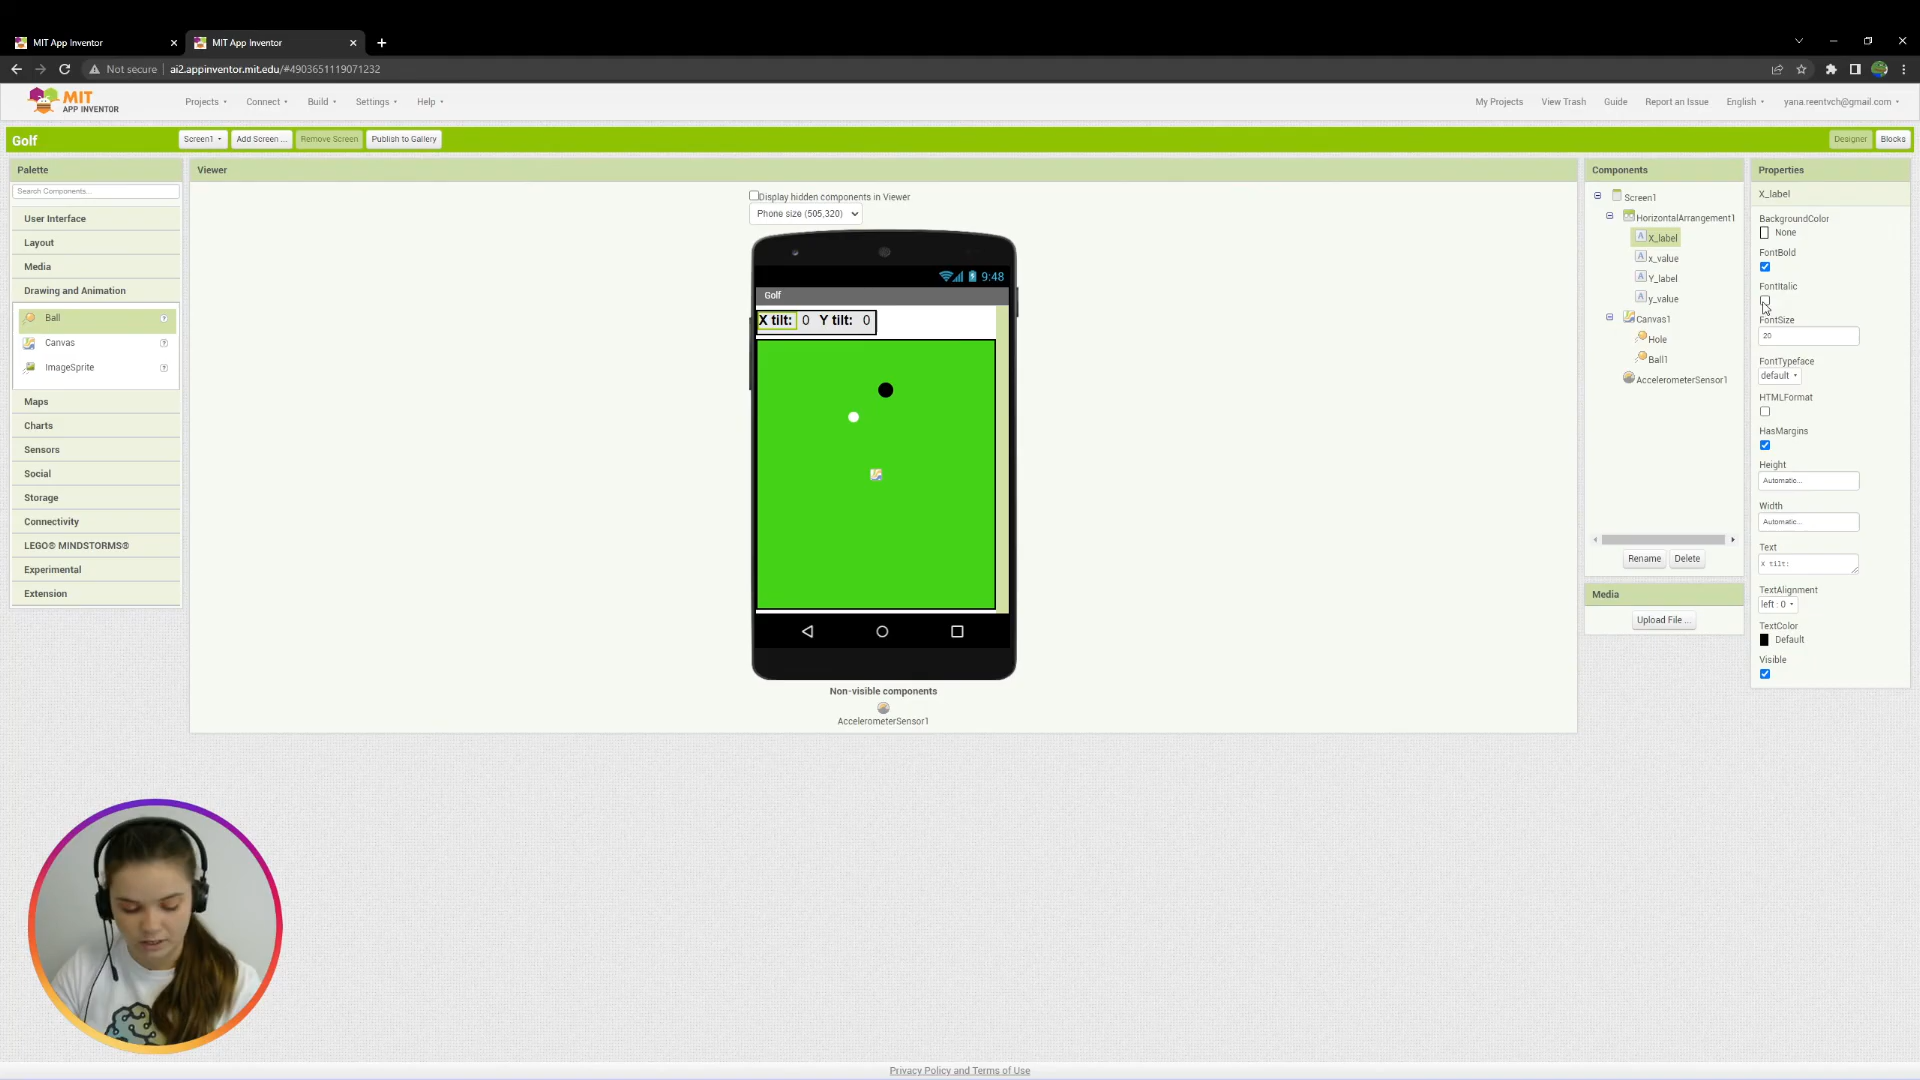 MIT App Inventor
MIT App Inventor
Not secure
ai2.appinventor.mit.edu/#4903651119071232
MIT
APP INVENTOR
Projects
Connect
Build
Settings
Help
My Projects
View Trash
Guide
Report an Issue
English
yana.reentvch@gmail.com
Golf
Screen1
Add Screen ...
Remove Screen
Publish to Gallery
Designer
Blocks
Palette
Search Components...
User Interface
Layout
Media
Drawing and Animation
Ball
Canvas
ImageSprite
Maps
Charts
Sensors
Social
Storage
Connectivity
LEGO® MINDSTORMS®
Experimental
Extension
Viewer
Display hidden components in Viewer
Phone size (505,320)
9:48
Golf
X tilt: 0 Y tilt: 0
Non-visible components
AccelerometerSensor1
Components
Screen1
HorizontalArrangement1
X_label
x_value
Y_label
y_value
Canvas1
Hole
Ball1
AccelerometerSensor1
Rename
Delete
Media
Upload File ...
Properties
X_label
BackgroundColor
None
FontBold
FontItalic
FontSize
20
FontTypeface
default
HTMLFormat
HasMargins
Height
Automatic...
Width
Automatic...
Text
X tilt:
TextAlignment
left : 0
TextColor
Default
Visible
Privacy Policy and Terms of Use